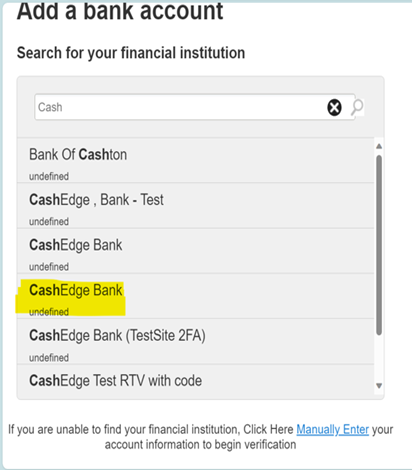 Add a bank account
Search for your financial institution
Cash
Bank Of Cashton
undefined
CashEdge , Bank - Test
undefined
CashEdge Bank
undefined
CashEdge Bank
undefined
CashEdge Bank (TestSite 2FA)
undefined
CashEdge Test RTV with code
If you are unable to find your financial institution, Click Here Manually Enter your
account information to begin verification